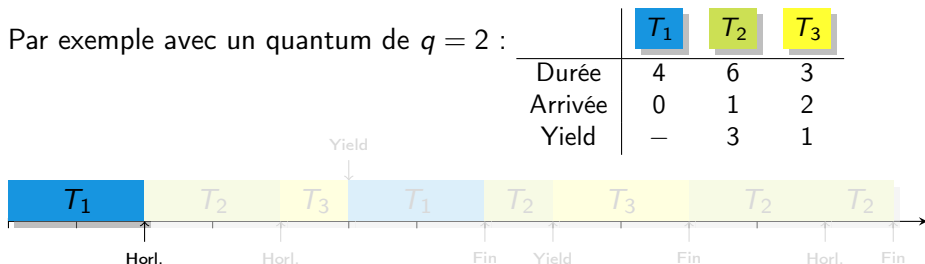 Par exemple avec un quantum de q = 2 :
T1 T2 T3
Durée 4 6 3
Arrivée 0 1 2
Yield − 3 1
Yield
T1 T2 T3 T1 T2 T3 T2 T2
Horl. Horl. Fin Yield Fin Horl. Fin